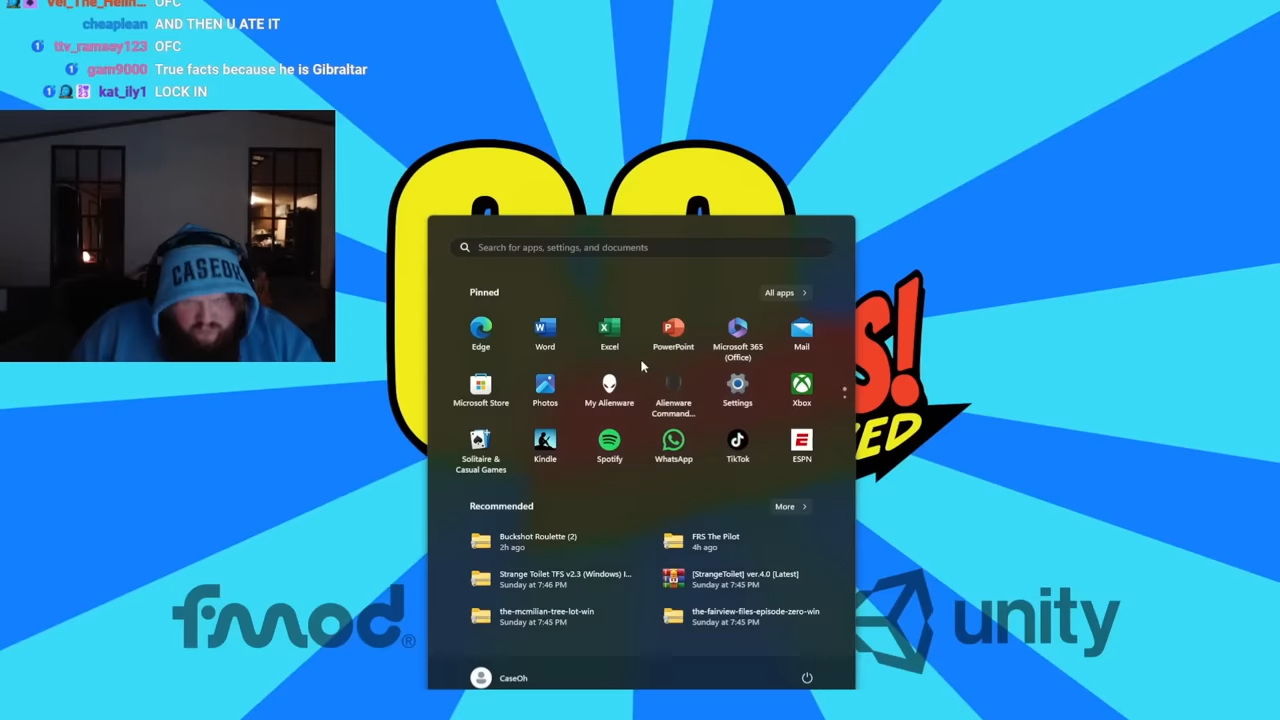 OFC
cheaplean AND THEN U ATE IT
ttv_ramsey123 OFC
gam9000 True facts because he is Gibraltar
kat_ily1 LOCK IN
CASEOH
Search for apps, settings, and documents
Pinned
All apps >
Edge
Word
Excel
PowerPoint
Microsoft 365
(Office)
Mail
Microsoft Store
Photos
My Alienware
Alienware
Command...
Settings
Xbox
Solitaire &
Casual Games
Kindle
Spotify
WhatsApp
TikTok
ESPN
S!
ED
Recommended
More >
Buckshot Roulette (2)
2h ago
FRS The Pilot
4h ago
Strange Toilet TFS v2.3 (Windows) I...
Sunday at 7:46 PM
[StrangeToilet] ver.4.0 [Latest]
Sunday at 7:45 PM
the-mcmilian-tree-lot-win
Sunday at 7:45 PM
the-fairview-files-episode-zero-win
Sunday at 7:45 PM
fmod®
unity
CaseOh